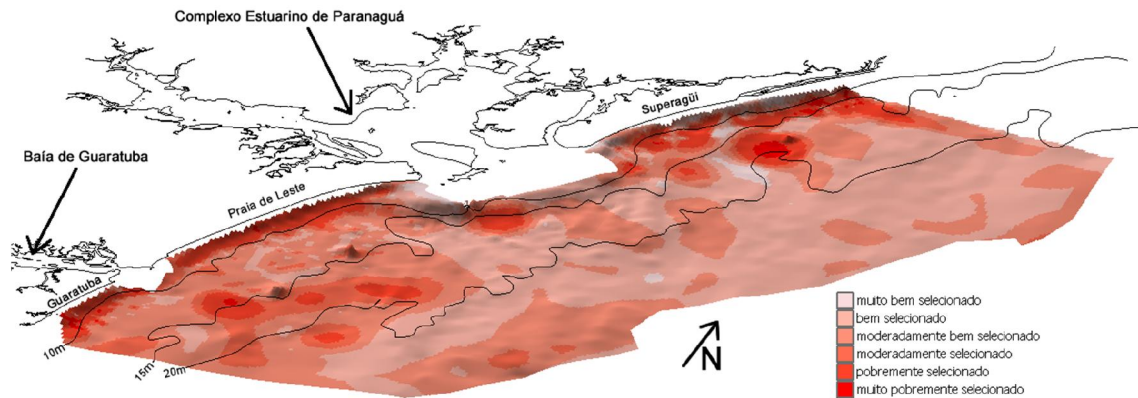 Complexo Estuarino de Paranaguá
Superagüi
Baía de Guaratuba
Praia de Leste
Guaratuba
10m
15m
20m
N
muito bem selecionado
bem selecionado
moderadamente bem selecionado
moderadamente selecionado
pobremente selecionado
muito pobremente selecionado